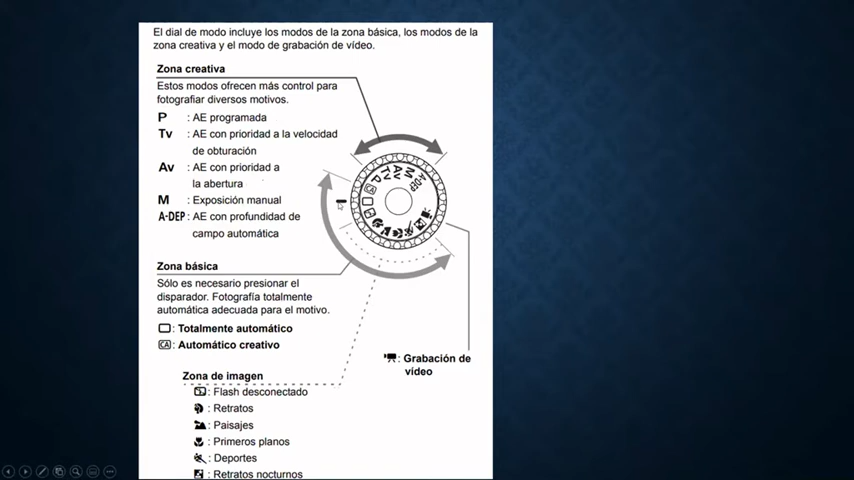 El dial de modo incluye los modos de la zona básica, los modos de la
zona creativa y el modo de grabación de vídeo.
Zona creativa
Estos modos ofrecen más control para
fotografiar diversos motivos.
P : AE programada
Tv : AE con prioridad a la velocidad
de obturación
Av : AE con prioridad a
la abertura
M : Exposición manual
A-DEP : AE con profundidad de
campo automática
CA P Tv Av M A-DEP
Zona básica
Sólo es necesario presionar el
disparador. Fotografía totalmente
automática adecuada para el motivo.
: Totalmente automático
CA : Automático creativo
: Grabación de
vídeo
Zona de imagen
: Flash desconectado
: Retratos
: Paisajes
: Primeros planos
: Deportes
: Retratos nocturnos